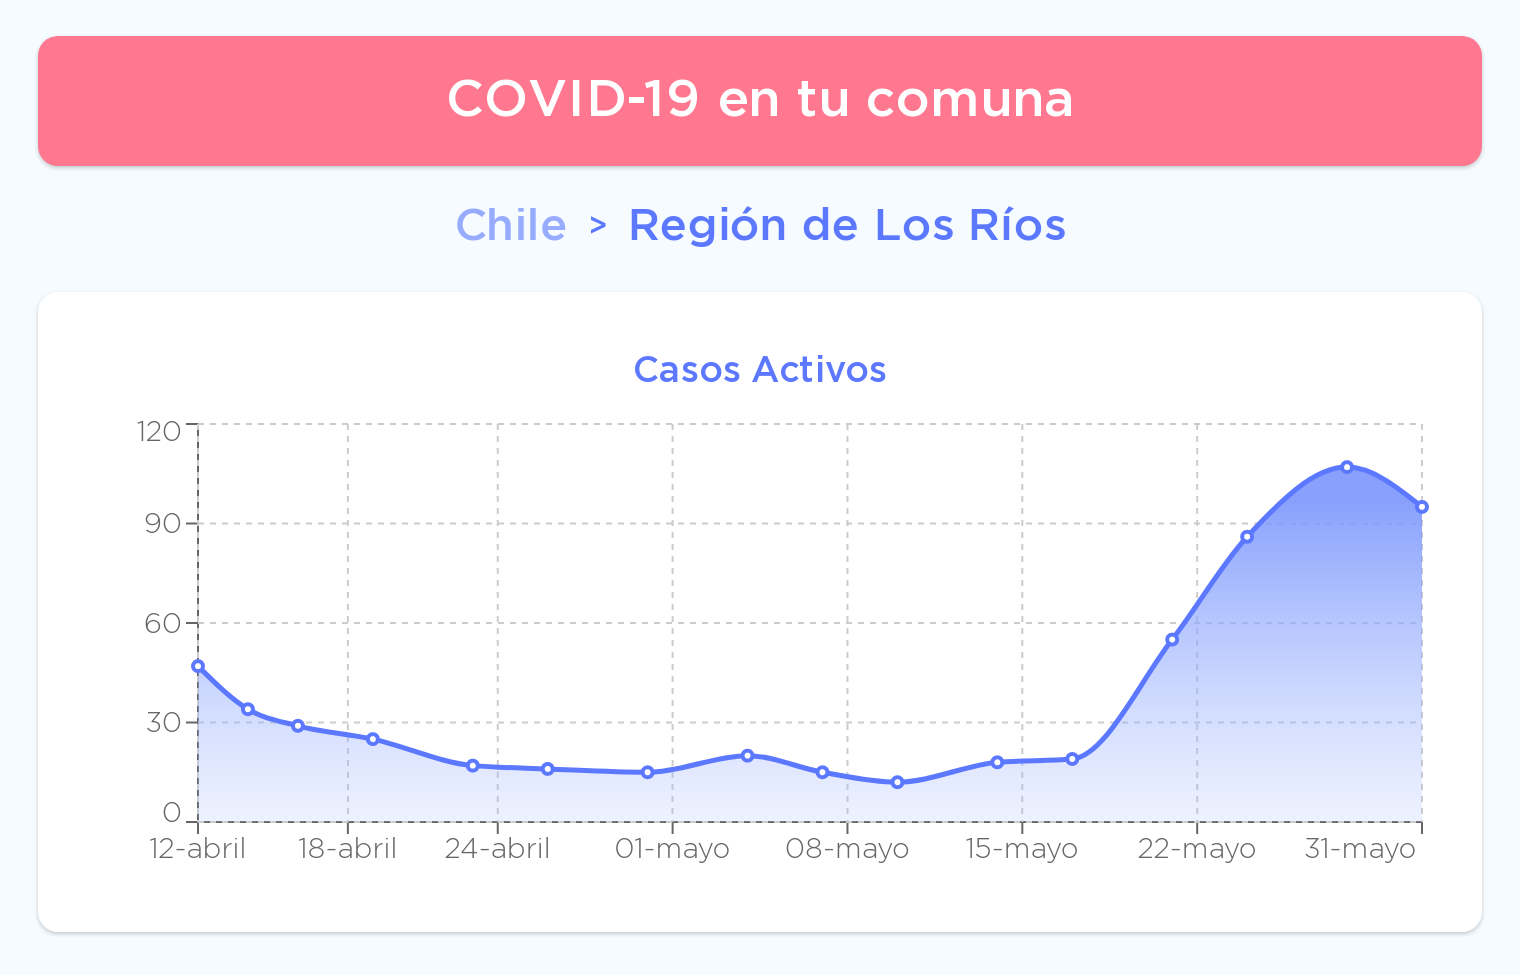 COVID-19 en tu comuna
Chile > Región de Los Ríos
Casos Activos
120
90
60
30
0
12-abril 18-abril 24-abril 01-mayo 08-mayo 15-mayo 22-mayo 31-mayo